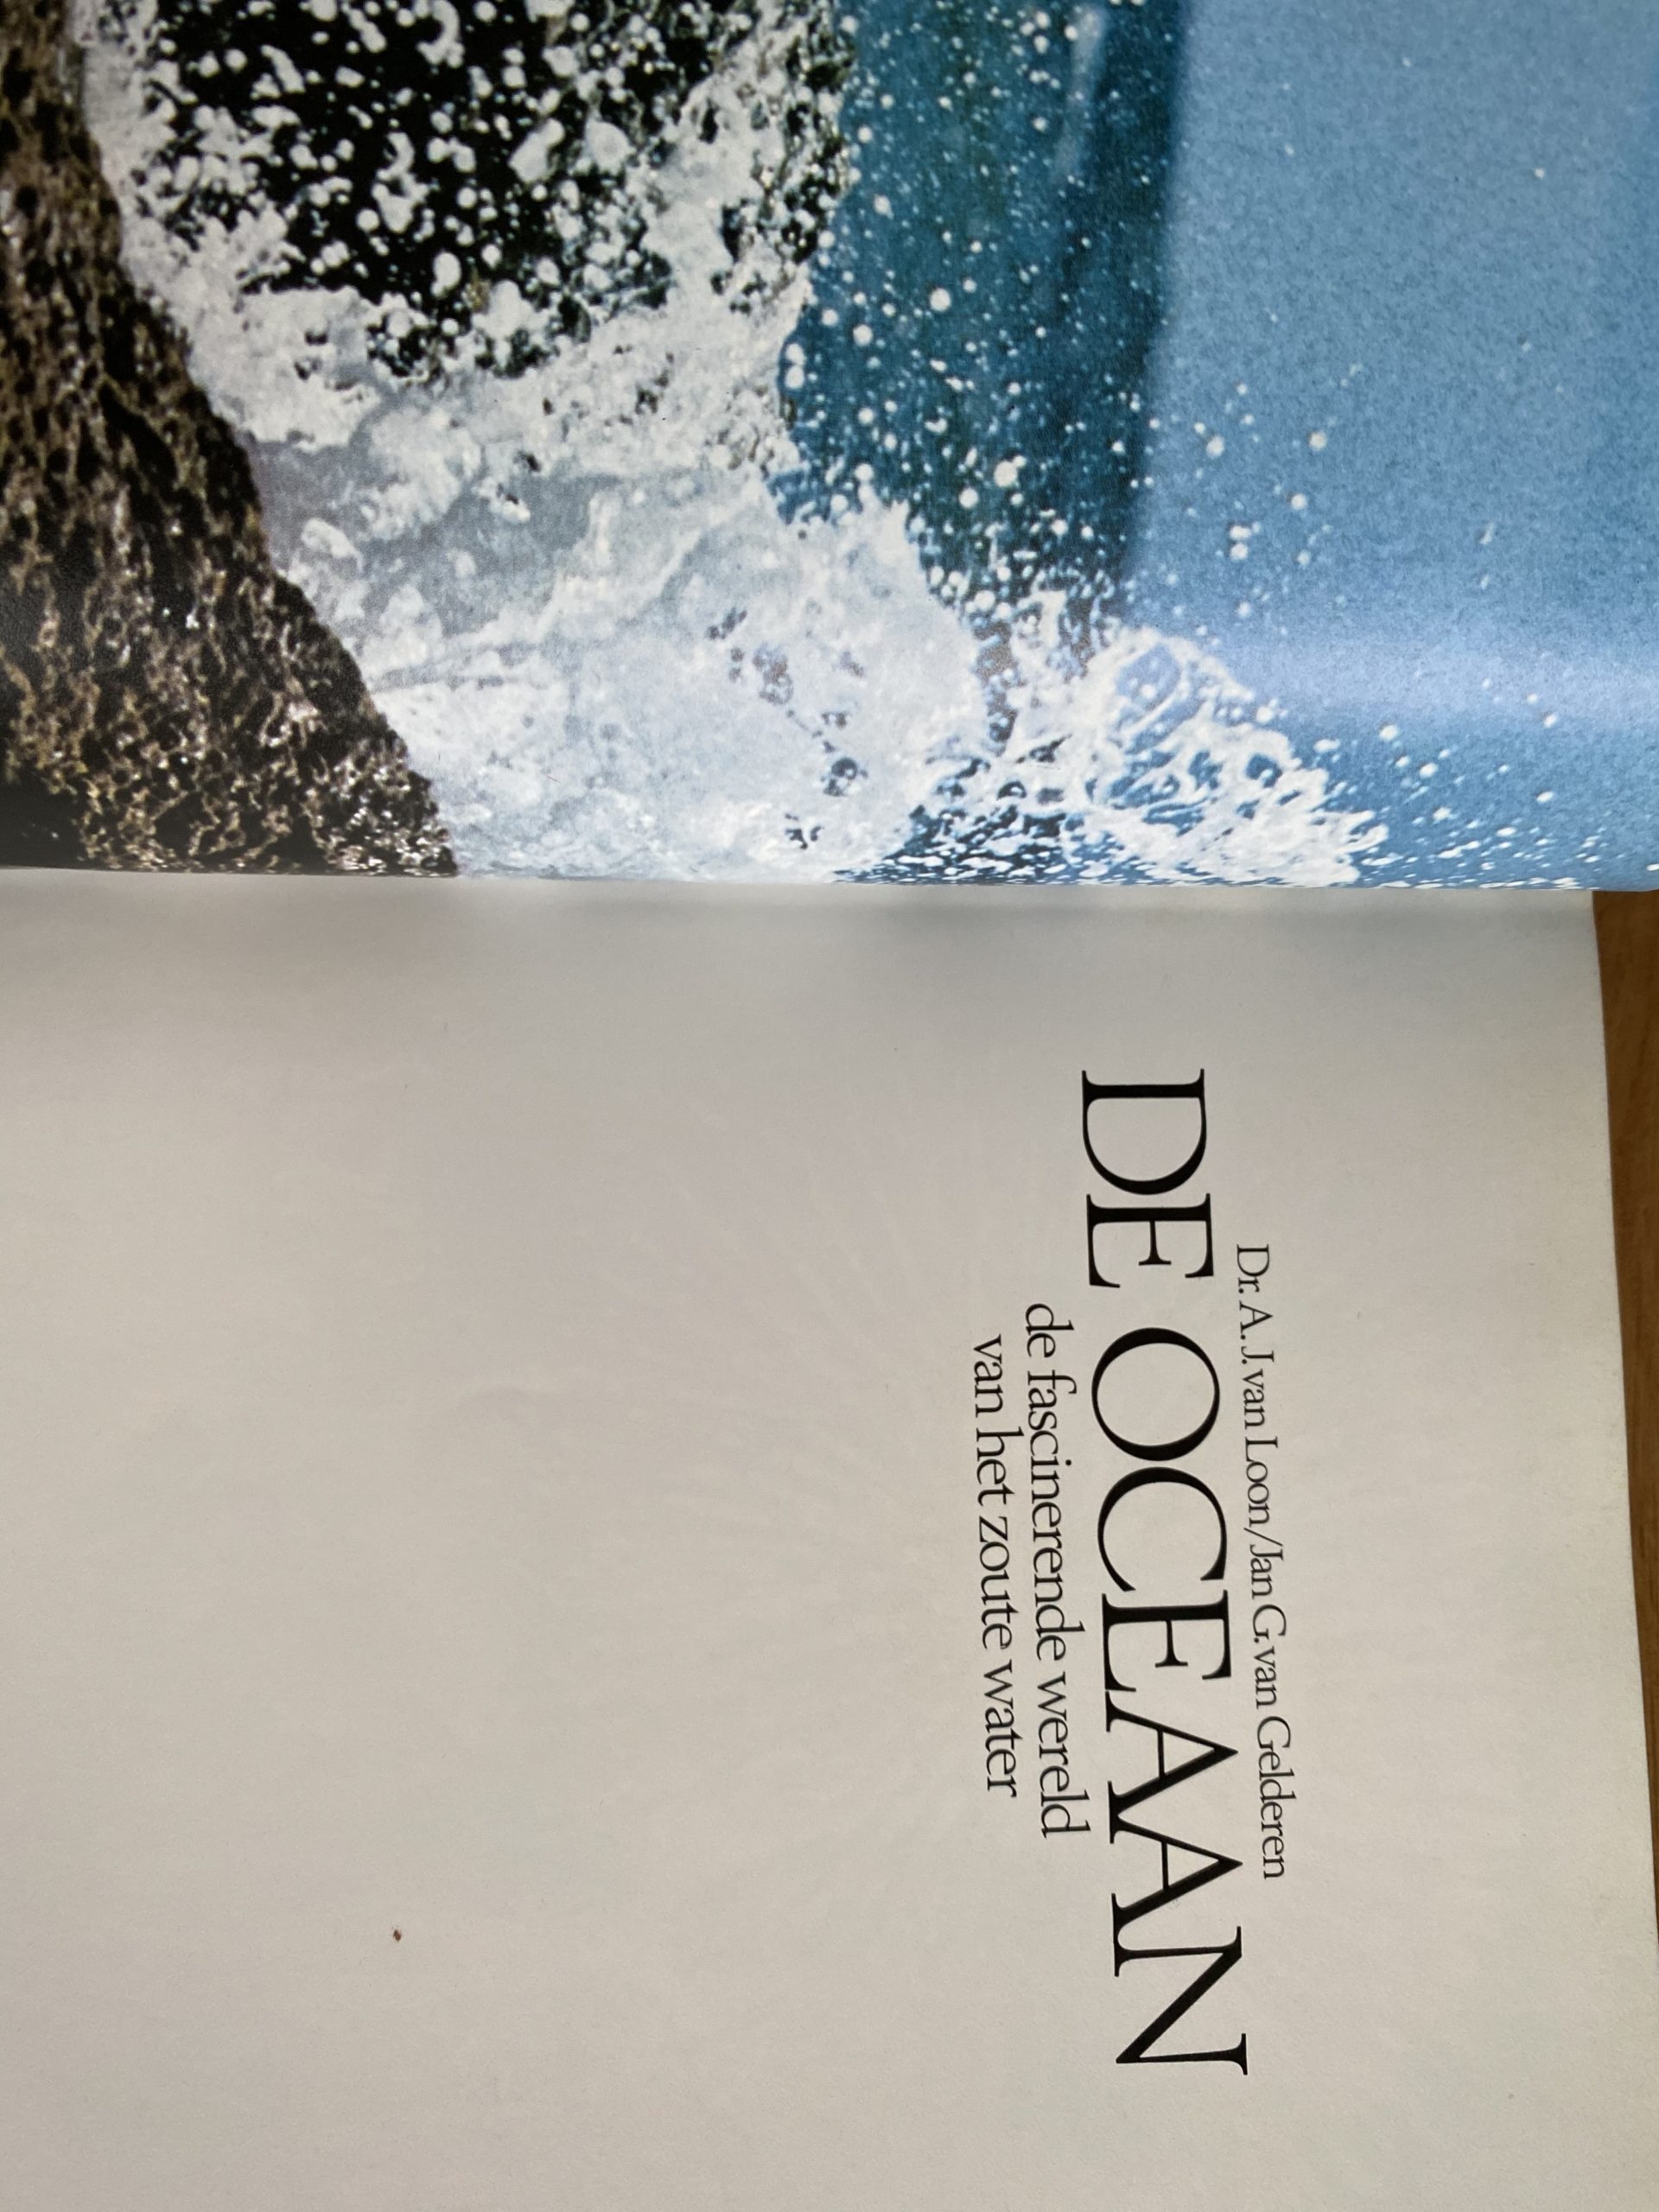 Dr. A. J. van Loon/Jan G. van Gelderen
DE OCEAAN
de fascinerende wereld
van het zoute water